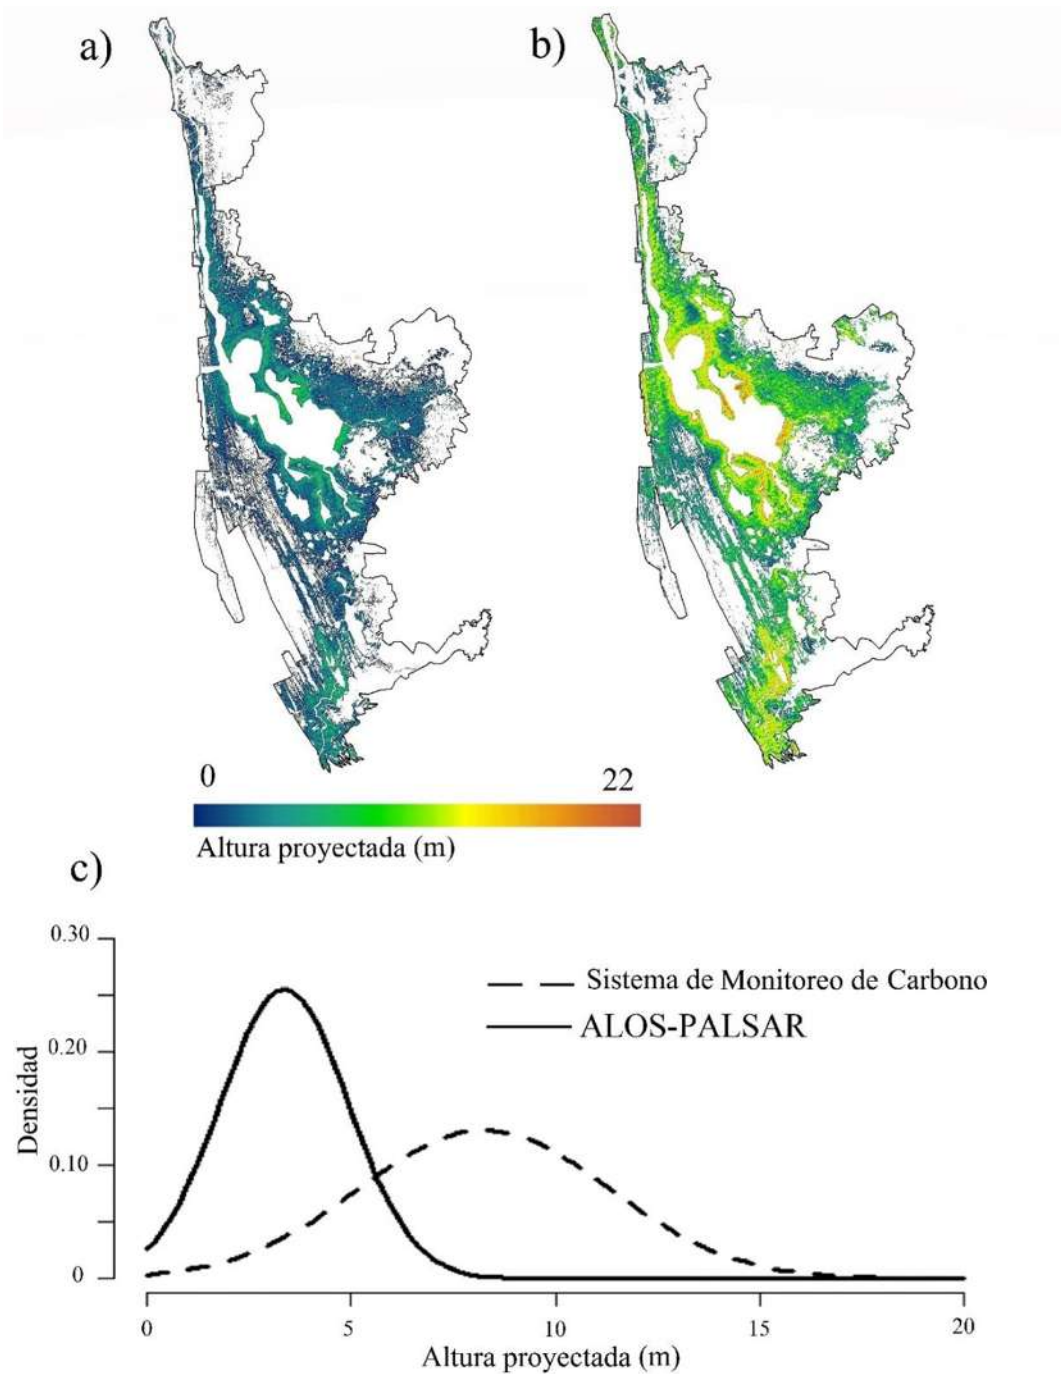 a)
b)
0
22
Altura proyectada (m)
c)
0.30
0.20
0.10
0
Densidad
Sistema de Monitoreo de Carbono
ALOS-PALSAR
0
5
10
15
20
Altura proyectada (m)